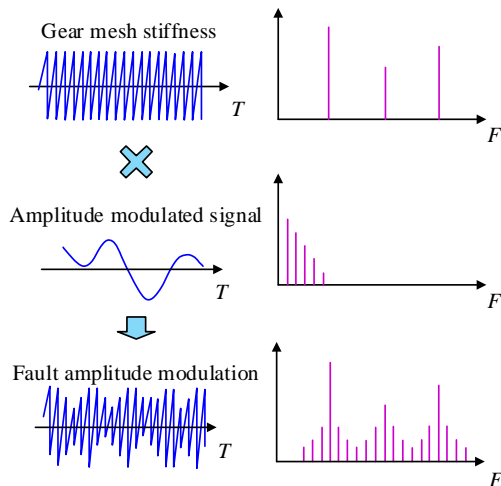 Gear mesh stiffness
T
F
Amplitude modulated signal
T
F
Fault amplitude modulation
T
F